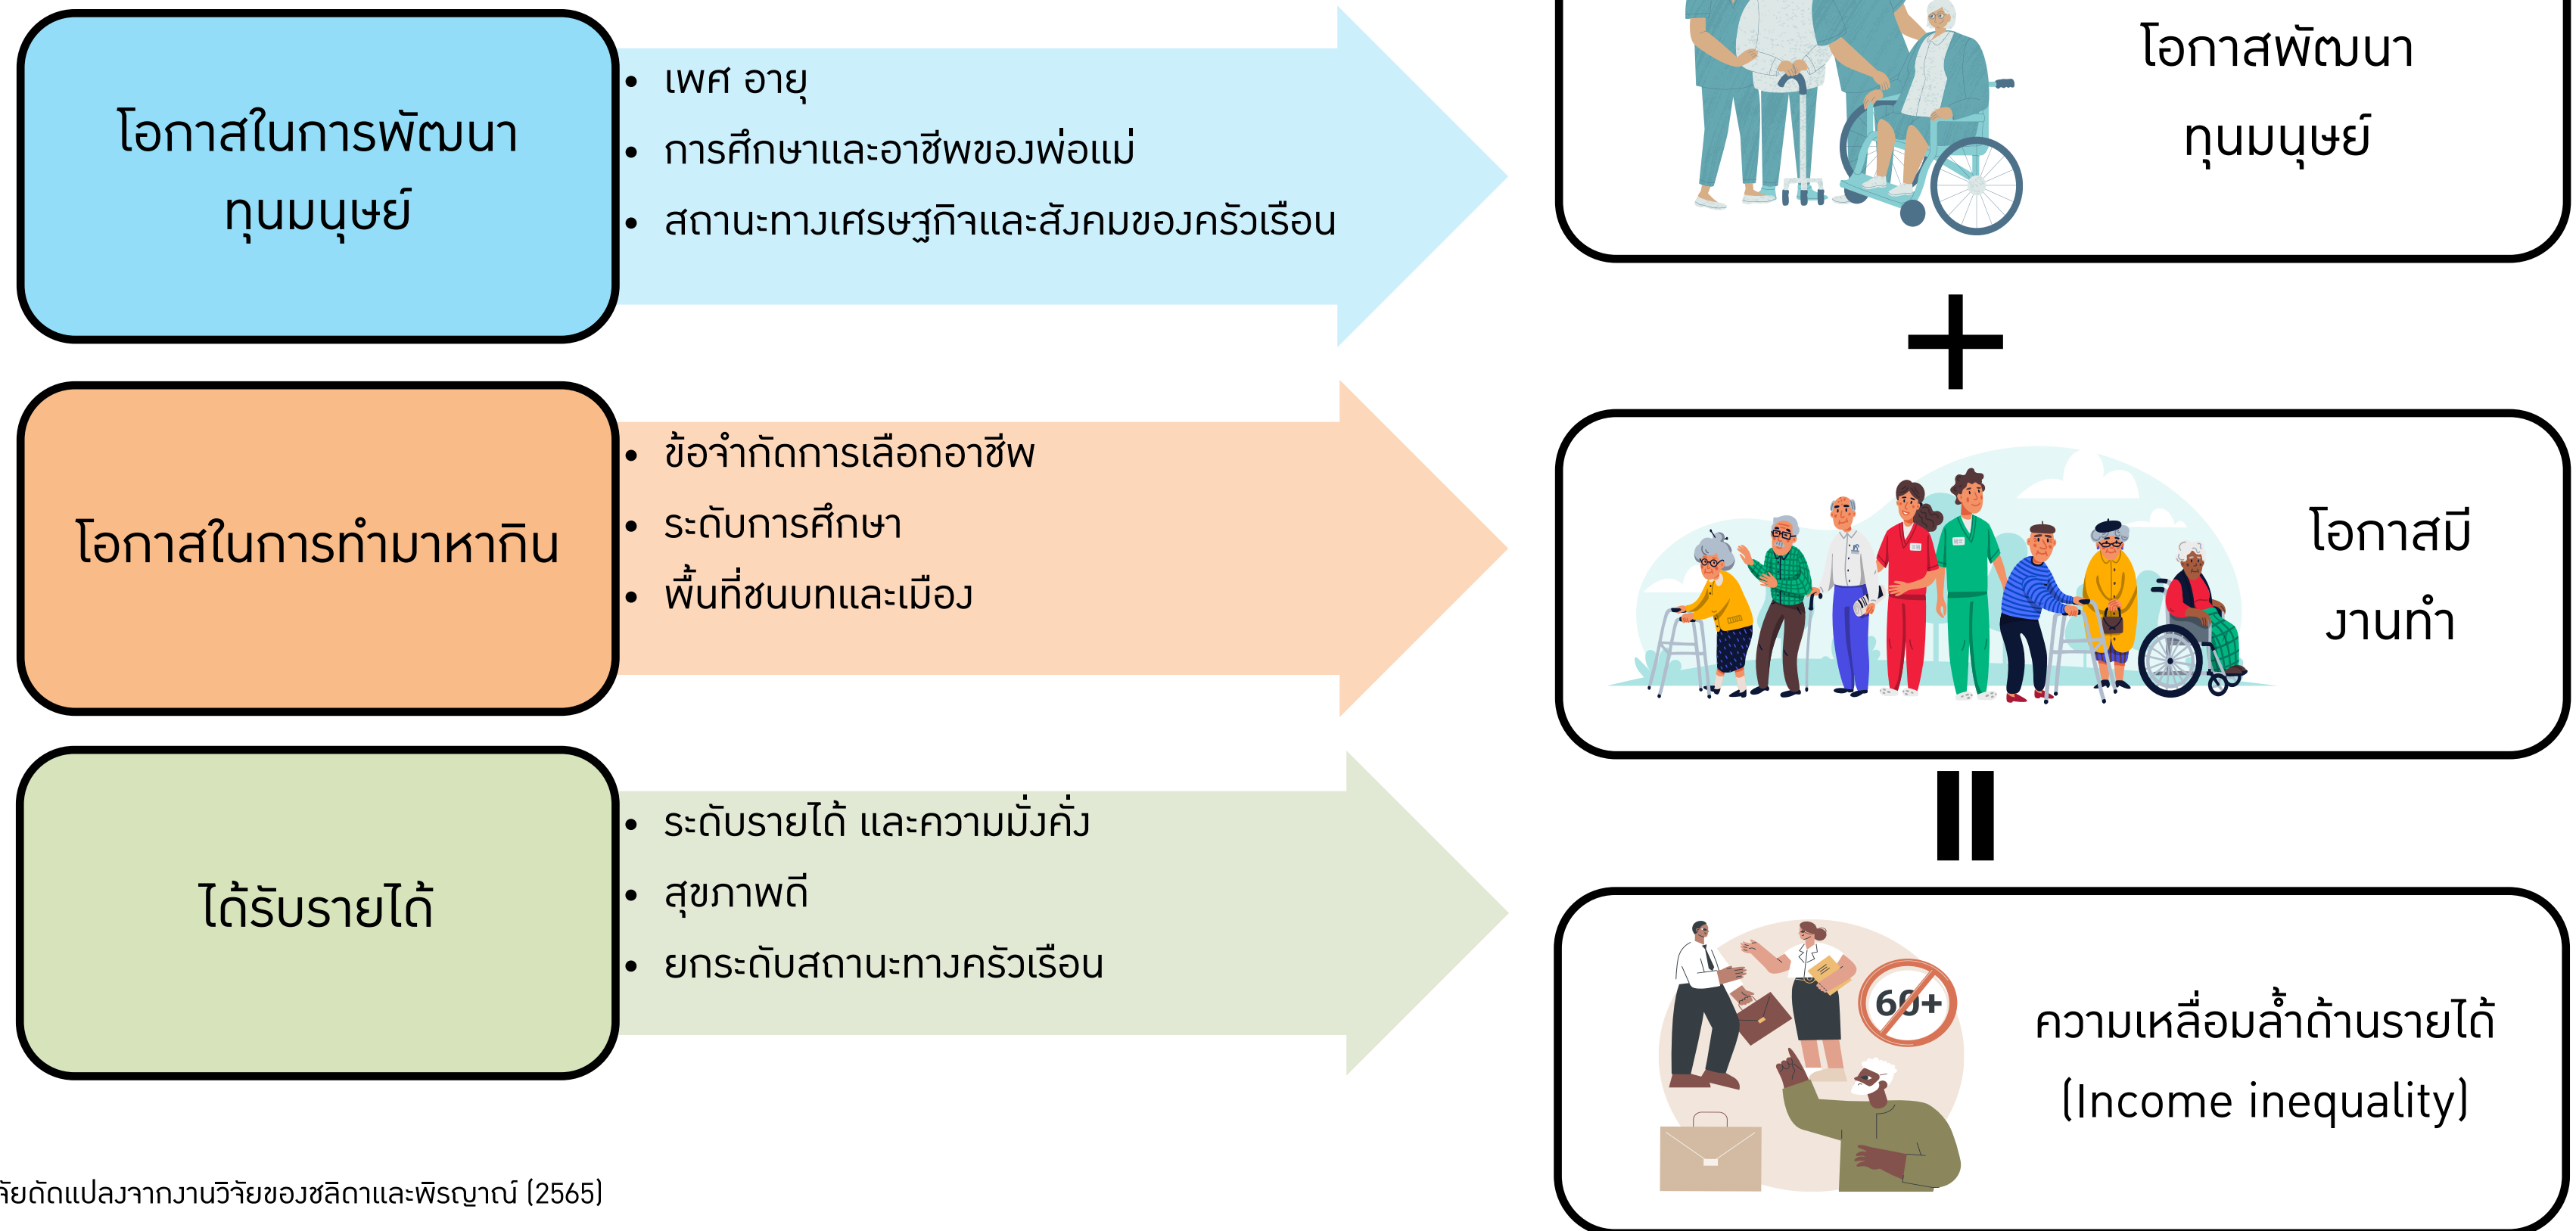 โอกาสในการพัฒนา
ทุนมนุษย์
• เพศ อายุ
• การศึกษาและอาชีพของพ่อแม่
• สถานะทางเศรษฐกิจและสังคมของครัวเรือน
โอกาสพัฒนา
ทุนมนุษย์
+
โอกาสในการทำมาหากิน
• ข้อจำกัดการเลือกอาชีพ
• ระดับการศึกษา
• พื้นที่ชนบทและเมือง
โอกาสมี
งานทำ
=
ได้รับรายได้
• ระดับรายได้ และความมั่งคั่ง
• สุขภาพดี
• ยกระดับสถานะทางครัวเรือน
60+
ความเหลื่อมล้ำด้านรายได้
(Income inequality)
จัยดัดแปลงจากงานวิจัยของชลิดาและพิรญาณ์ (2565)